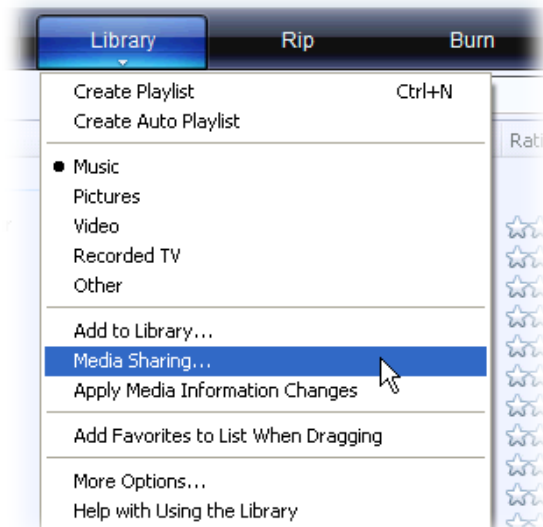 Library Rip Burn
Create Playlist Ctrl+N
Create Auto Playlist
Rati
Music
Pictures
Video
Recorded TV
Other
Add to Library...
Media Sharing...
Apply Media Information Changes
Add Favorites to List When Dragging
More Options...
Help with Using the Library